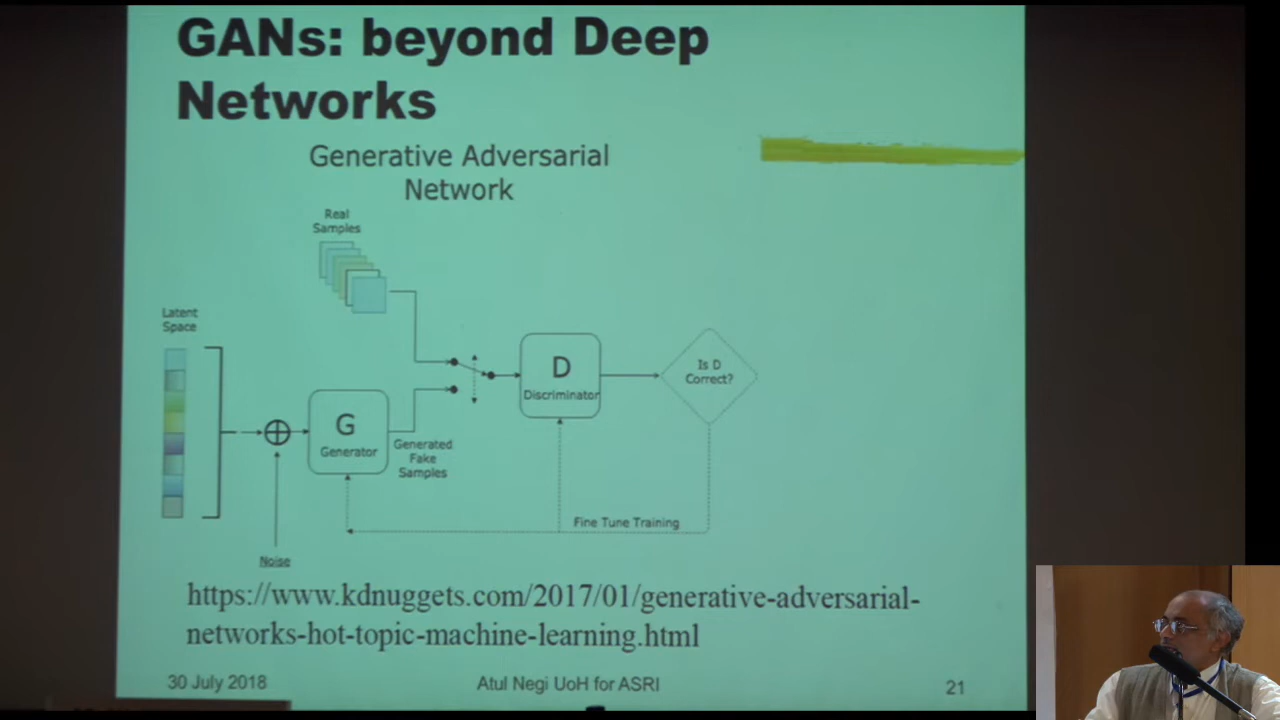 GANs: beyond Deep
Networks
Generative Adversarial
Network
Real
Samples
Latent
Space
G
Generator
Generated
Fake
Samples
D
Discriminator
Is D
Correct?
Fine Tune Training
Noise
https://www.kdnuggets.com/2017/01/generative-adversarial-
networks-hot-topic-machine-learning.html
30 July 2018
Atul Negi UoH for ASRI
21